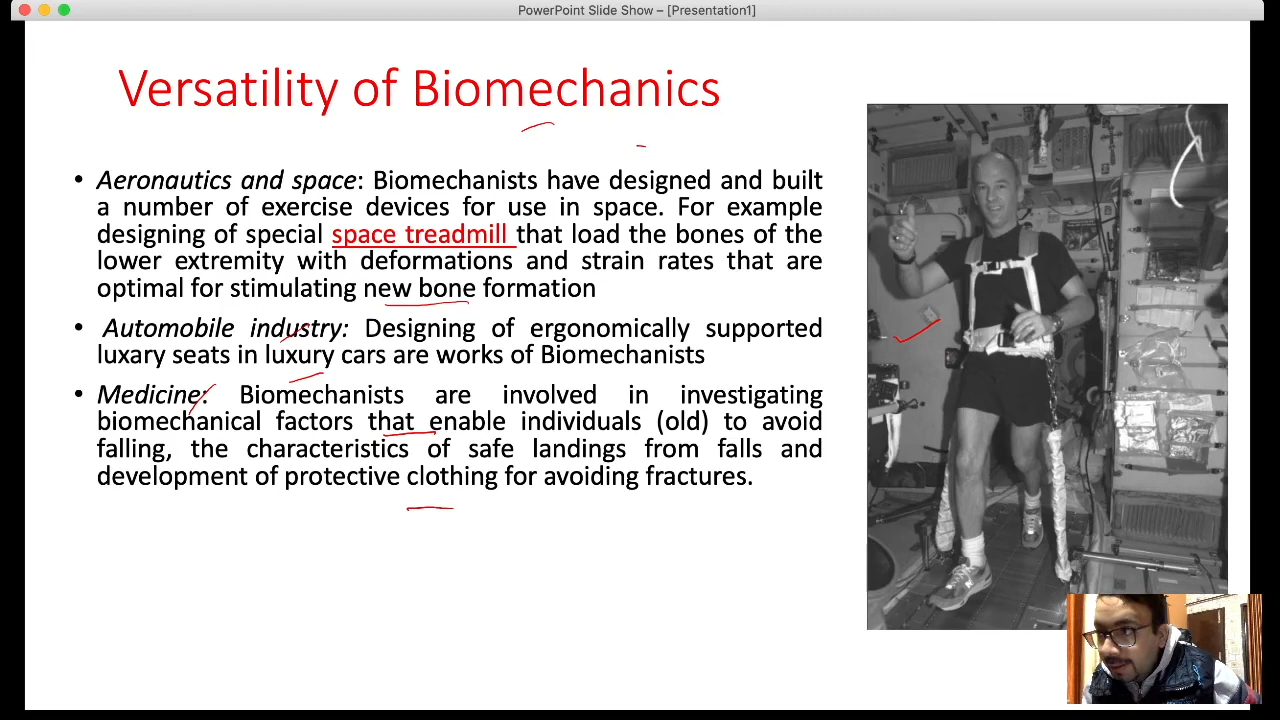 PowerPoint Slide Show – [Presentation1]
Versatility of Biomechanics
• Aeronautics and space: Biomechanists have designed and built
a number of exercise devices for use in space. For example
designing of special space treadmill that load the bones of the
lower extremity with deformations and strain rates that are
optimal for stimulating new bone formation
• Automobile industry: Designing of ergonomically supported
luxary seats in luxury cars are works of Biomechanists
• Medicine: Biomechanists are involved in investigating
biomechanical factors that enable individuals (old) to avoid
falling, the characteristics of safe landings from falls and
development of protective clothing for avoiding fractures.